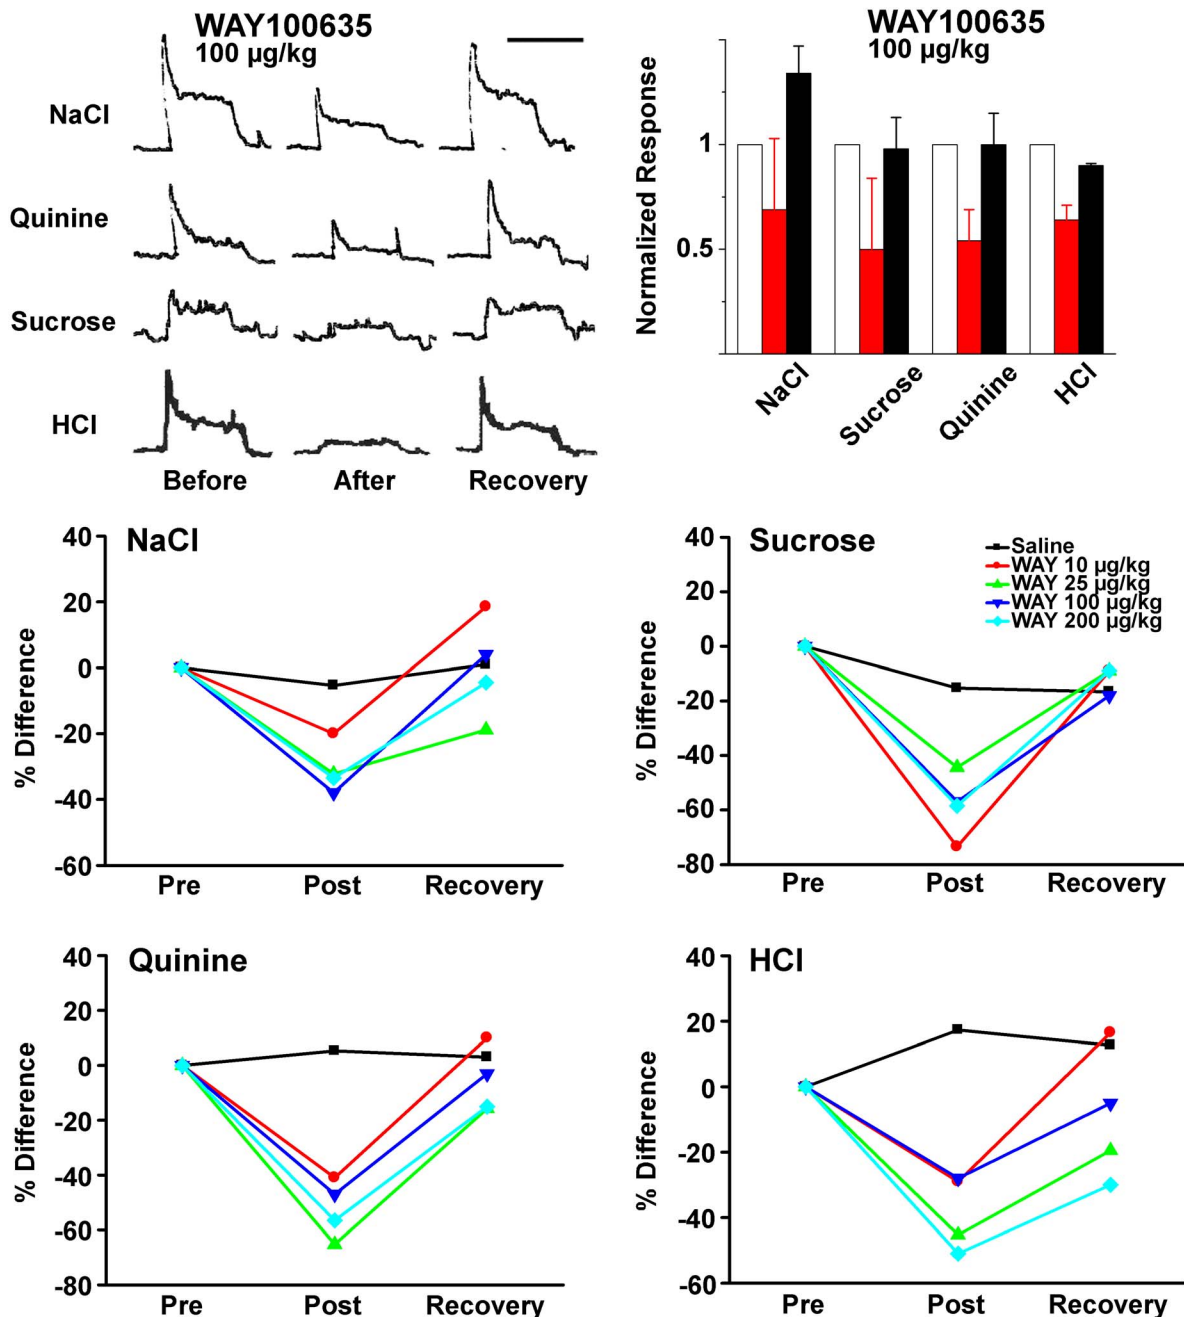 WAY100635
100 µg/kg
NaCl
Quinine
Sucrose
HCl
Before After Recovery
WAY100635
100 µg/kg
Normalized Response
1
0.5
NaCl
Sucrose
Quinine
HCl
NaCl
% Difference
40
20
0
-20
-40
-60
Pre Post Recovery
Sucrose
Saline
WAY 10 µg/kg
WAY 25 µg/kg
WAY 100 µg/kg
WAY 200 µg/kg
% Difference
40
20
0
-20
-40
-60
-80
Pre Post Recovery
Quinine
% Difference
40
20
0
-20
-40
-60
-80
Pre Post Recovery
HCl
% Difference
40
20
0
-20
-40
-60
Pre Post Recovery